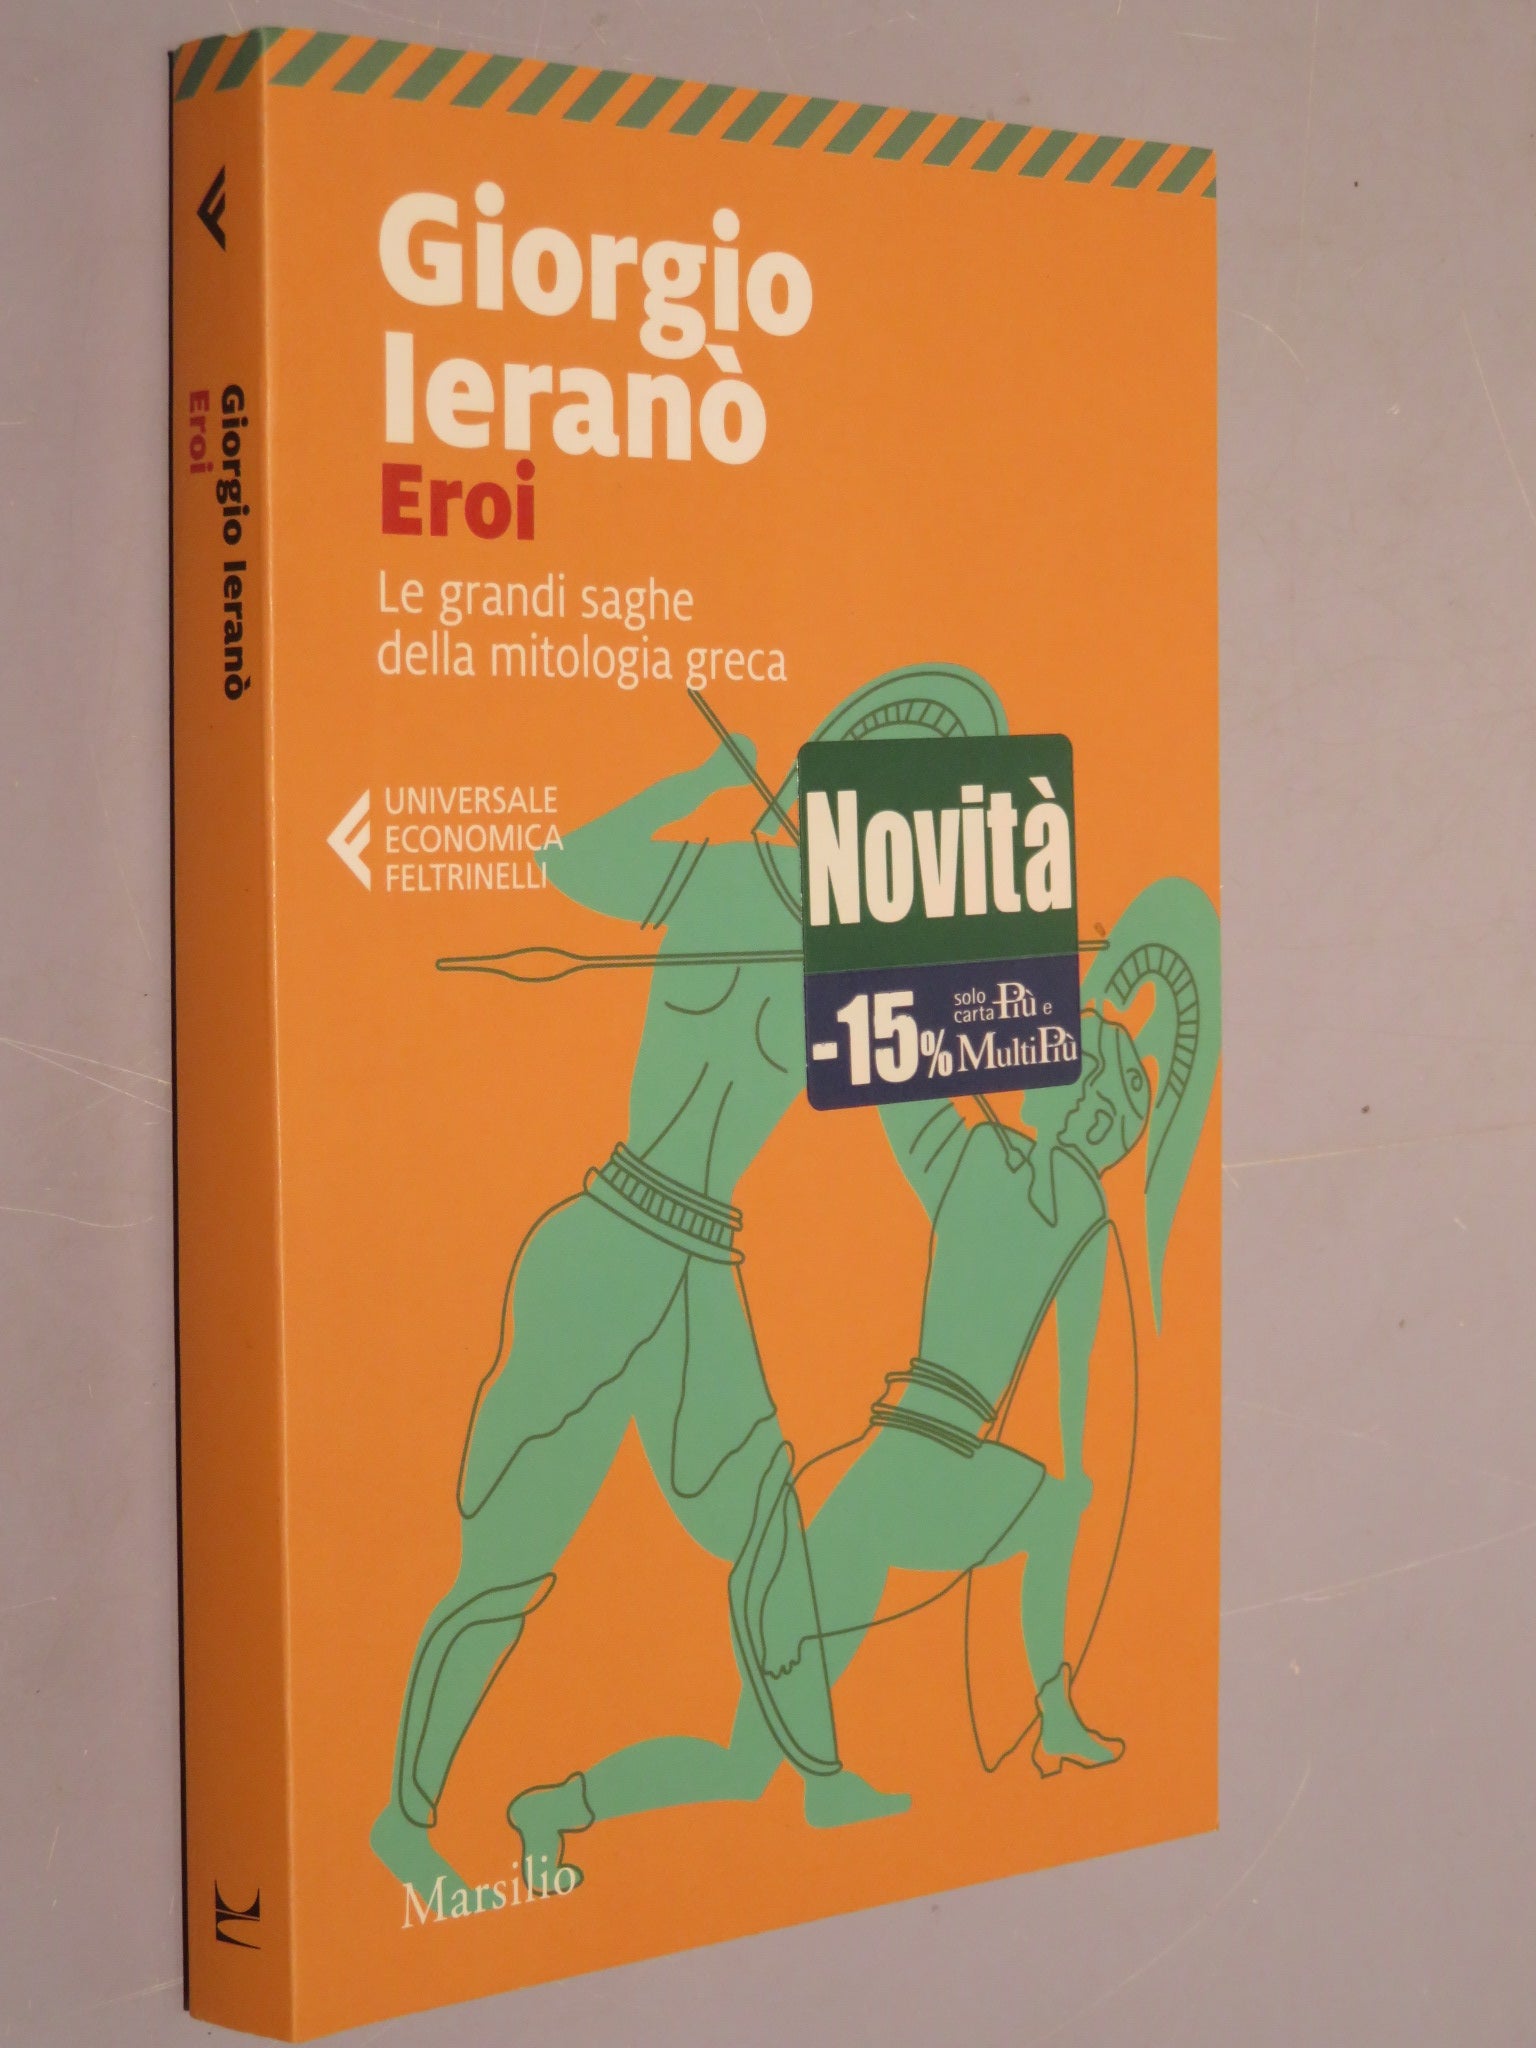 Giorgio Ieranò
Eroi
Giorgio
Ieranò
Eroi
Le grandi saghe
della mitologia greca
UNIVERSALE
ECONOMICA
FELTRINELLI
Novità
-15% solo carta Più e
MultiPiù
Marsilio